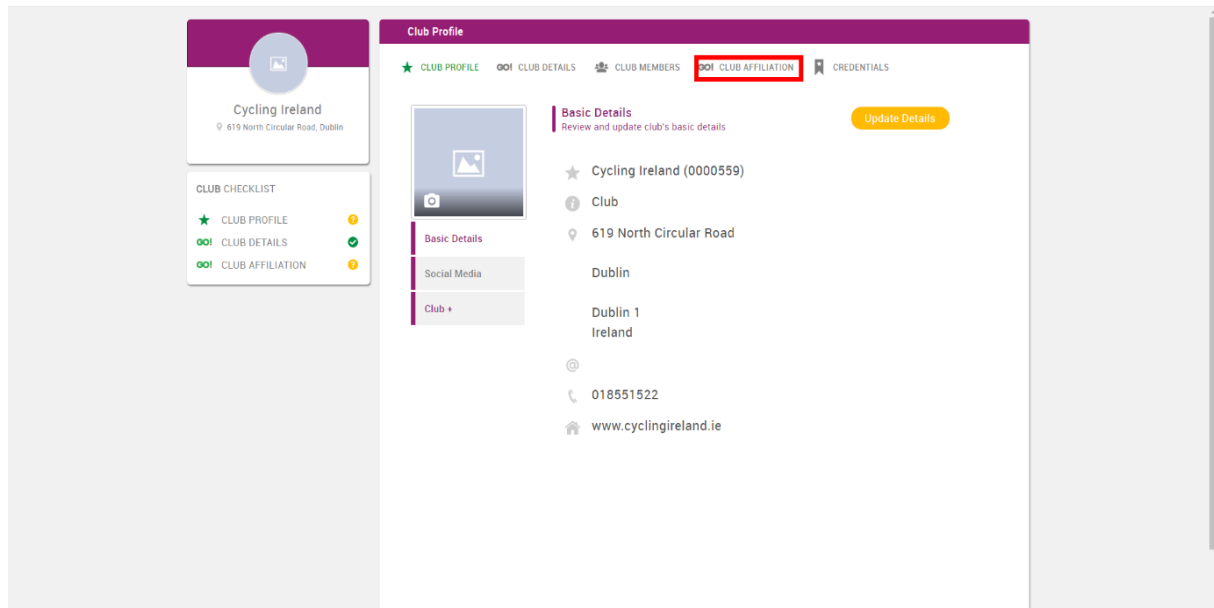 Cycling Ireland
619 North Circular Road, Dublin
CLUB CHECKLIST
CLUB PROFILE
GO! CLUB DETAILS
GO! CLUB AFFILIATION
Club Profile
CLUB PROFILE GO! CLUB DETAILS CLUB MEMBERS GO! CLUB AFFILIATION CREDENTIALS
Basic Details
Social Media
Club +
Basic Details
Review and update club's basic details
Update Details
Cycling Ireland (0000559)
Club
619 North Circular Road
Dublin
Dublin 1
Ireland
@
018551522
www.cyclingireland.ie